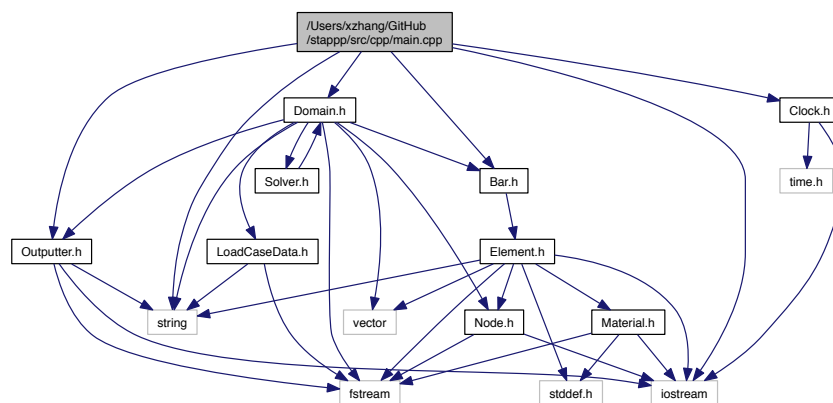 /Users/xzhang/GitHub
/stappp/src/cpp/main.cpp
Domain.h
Clock.h
Solver.h
Bar.h
time.h
Outputter.h
LoadCaseData.h
Element.h
string
vector
Node.h
Material.h
fstream
stddef.h
iostream